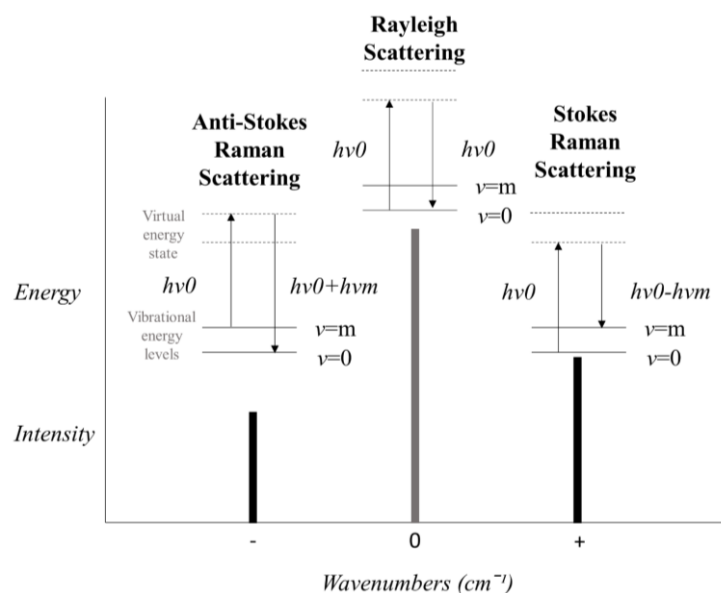 Rayleigh
Scattering
Anti-Stokes
Raman
Scattering
Stokes
Raman
Scattering
hv0
hv0
v=m
v=0
Virtual
energy
state
hv0
hv0+hvm
Vibrational
energy
levels
v=m
v=0
hv0
hv0-hvm
v=m
v=0
Energy
Intensity
-
0
+
Wavenumbers (cm⁻¹)